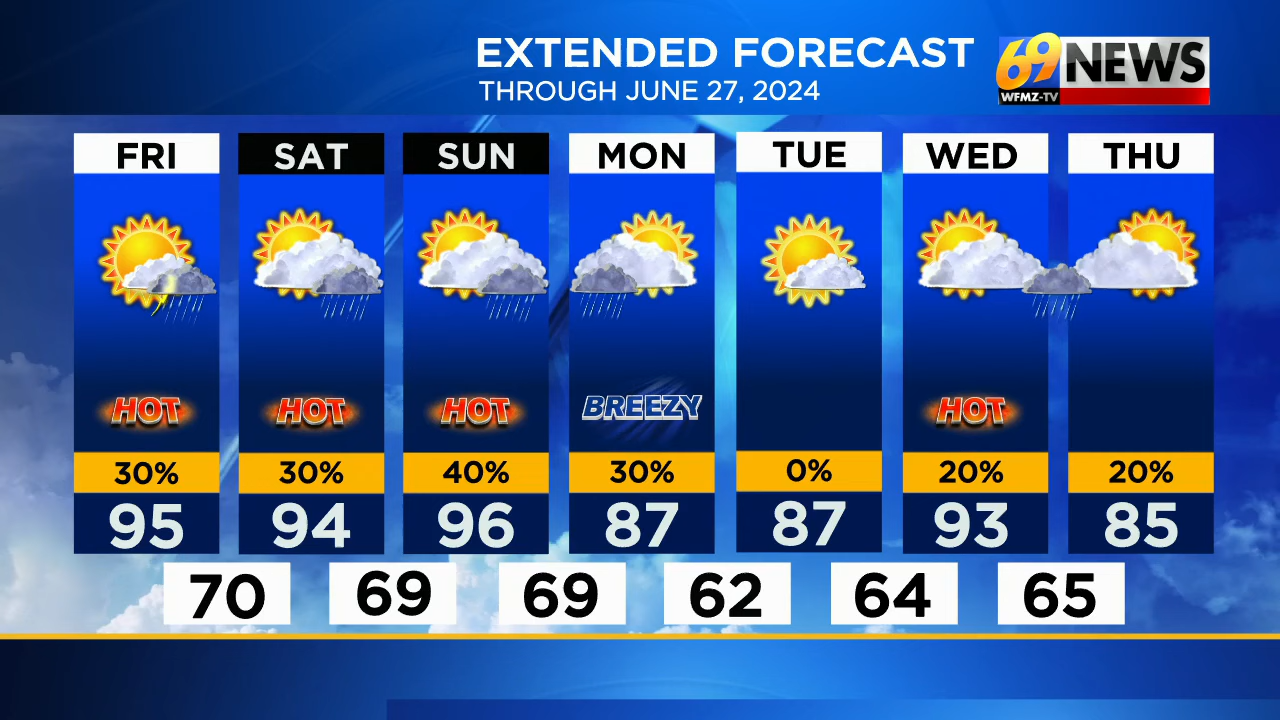 EXTENDED FORECAST
THROUGH JUNE 27, 2024
69 NEWS
WFMZ-TV
FRI SAT SUN MON TUE WED THU
HOT HOT HOT BREEZY HOT
30% 30% 40% 30% 0% 20% 20%
95 94 96 87 87 93 85
70 69 69 62 64 65